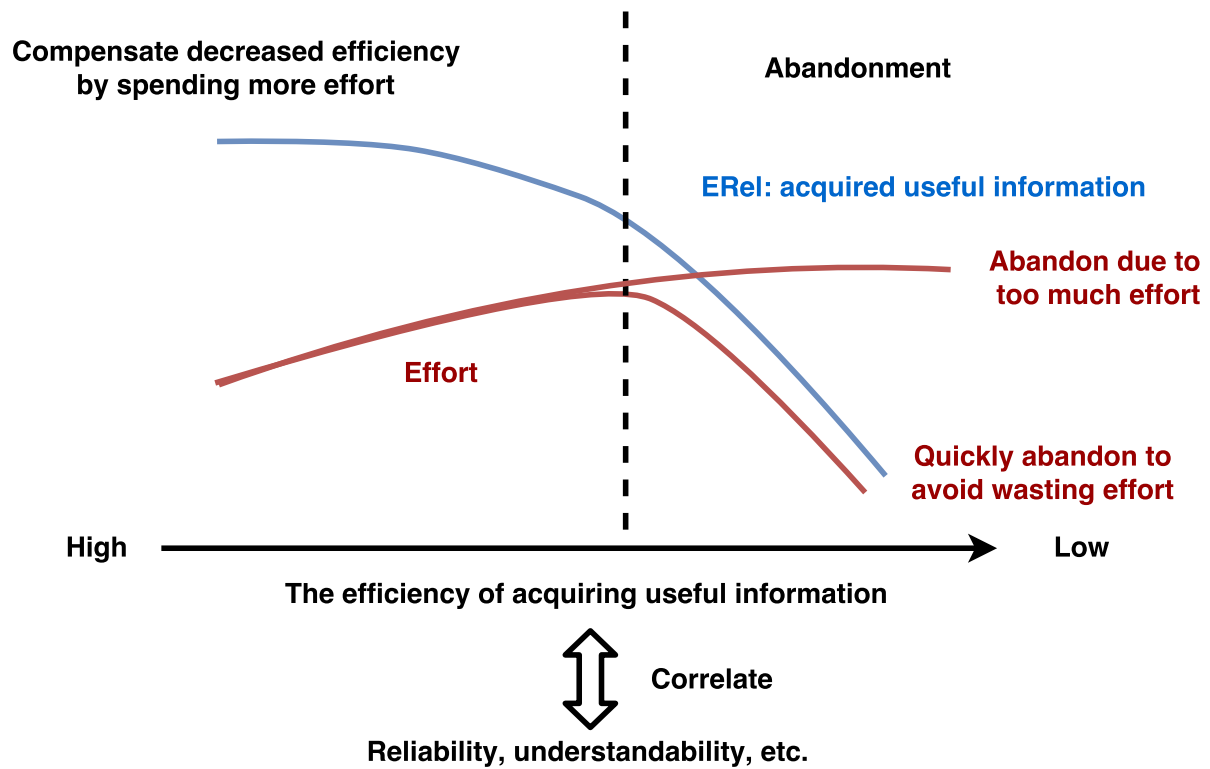 Compensate decreased efficiency
by spending more effort
Abandonment
ERel: acquired useful information
Abandon due to
too much effort
Effort
Quickly abandon to
avoid wasting effort
High
Low
The efficiency of acquiring useful information
Correlate
Reliability, understandability, etc.